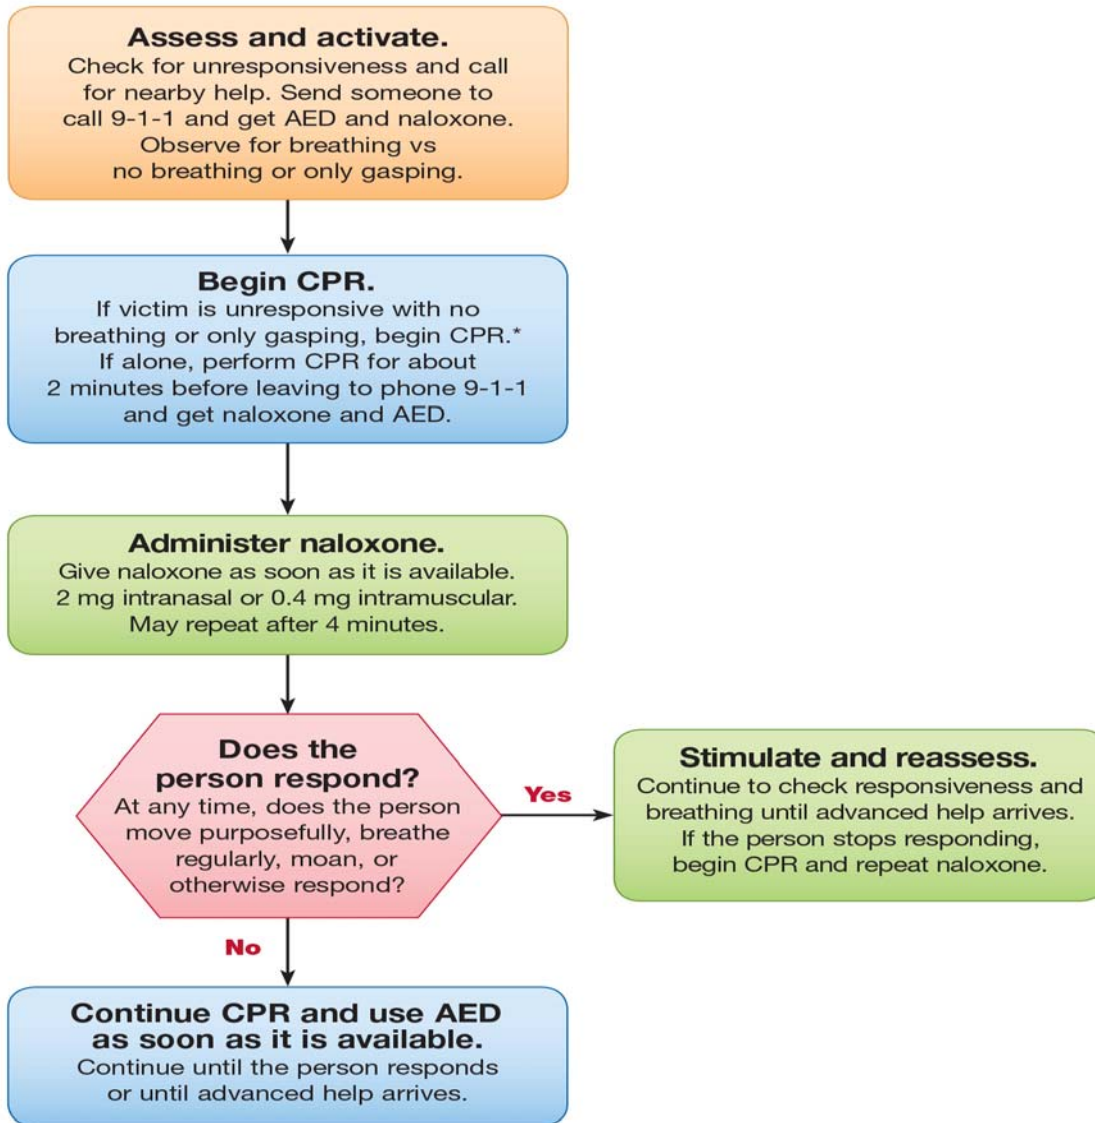 Assess and activate.
Check for unresponsiveness and call
for nearby help. Send someone to
call 9-1-1 and get AED and naloxone.
Observe for breathing vs
no breathing or only gasping.
Begin CPR.
If victim is unresponsive with no
breathing or only gasping, begin CPR.*
If alone, perform CPR for about
2 minutes before leaving to phone 9-1-1
and get naloxone and AED.
Administer naloxone.
Give naloxone as soon as it is available.
2 mg intranasal or 0.4 mg intramuscular.
May repeat after 4 minutes.
Does the
person respond?
At any time, does the person
move purposefully, breathe
regularly, moan, or
otherwise respond?
Yes
Stimulate and reassess.
Continue to check responsiveness and
breathing until advanced help arrives.
If the person stops responding,
begin CPR and repeat naloxone.
No
Continue CPR and use AED
as soon as it is available.
Continue until the person responds
or until advanced help arrives.